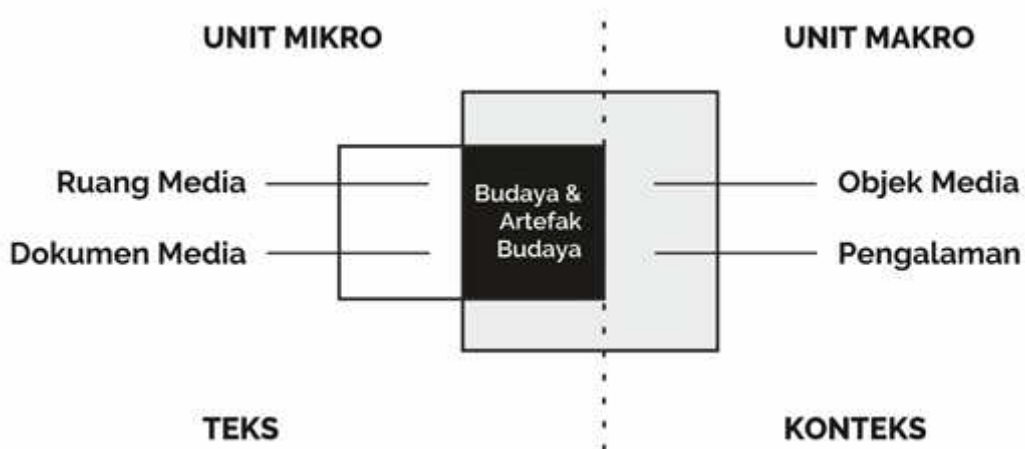 UNIT MIKRO
UNIT MAKRO
Ruang Media
Dokumen Media
Budaya &
Artefak
Budaya
Objek Media
Pengalaman
TEKS
KONTEKS